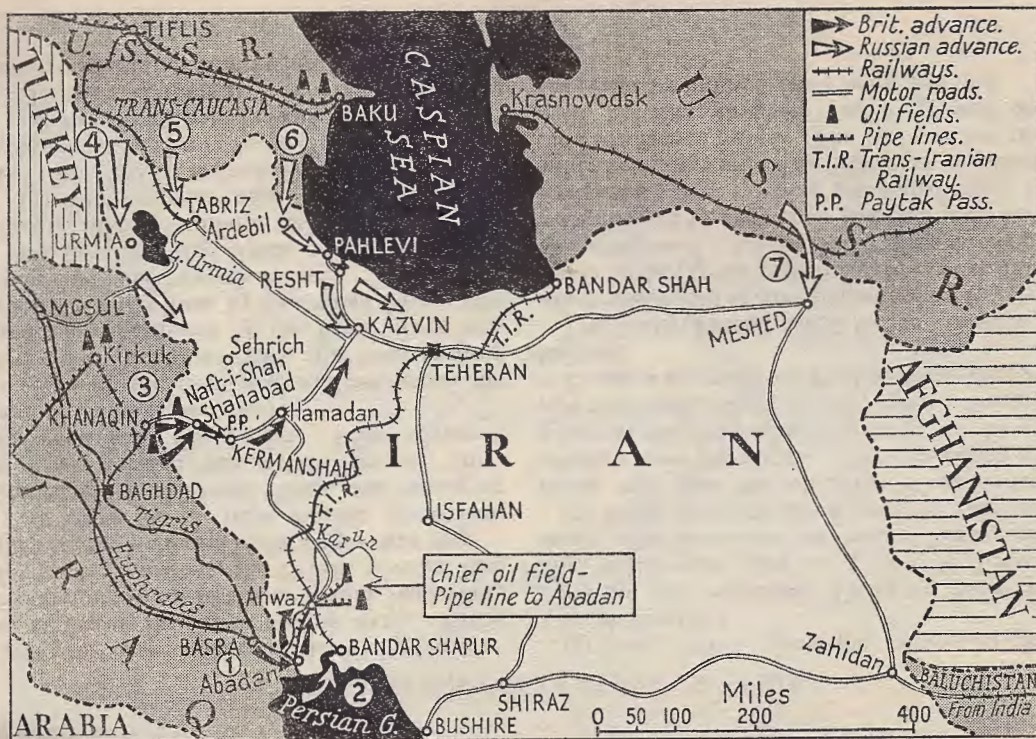 Brit. advance.
Russian advance.
Railways.
Motor roads.
Oil fields.
Pipe lines.
T.I.R. Trans-Iranian
Railway.
P.P. Paytak Pass.
TIFLIS
U. S. S. R.
TURKEY
TRANS-CAUCASIA
BAKU
CASPIAN
SEA
Krasnovodsk
U. S. S. R.
4
5
6
7
TABRIZ
Ardebil
URMIA
Urmia
PAHLEVI
RESHT
BANDAR SHAH
MOSUL
KAZVIN
T.I.R.
MESHED
Kirkuk
Sehrich
TEHERAN
3
Naft-i-Shah
Shahabad
P.P.
Hamadan
KHANAQIN
KERMANSHAH
IRAN
AFGHANISTAN
BAGHDAD
T.I.R.
ISFAHAN
Tigris
Karun
IRAQ
Euphrates
Chief oil field-
Pipe line to Abadan
Ahwaz
BASRA
1
Abadan
BANDAR SHAPUR
2
Zahidan
BALUCHISTAN
From India
ARABIA
Persian G.
SHIRAZ
BUSHIRE
Miles
0 50 100 200 400